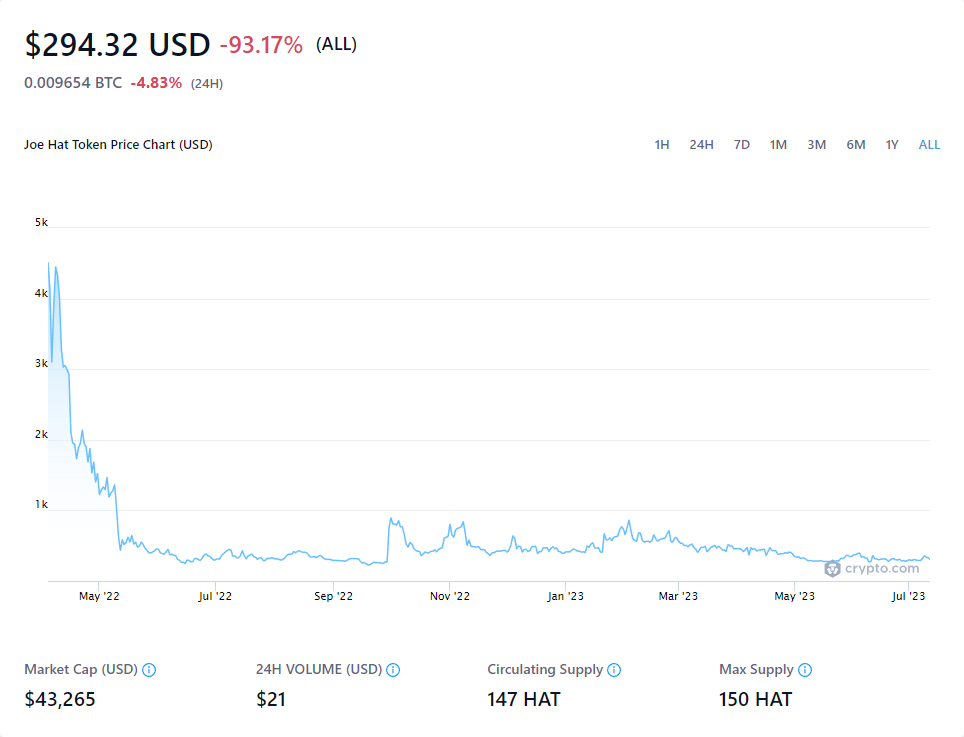 $294.32 USD -93.17% (ALL)
0.009654 BTC -4.83% (24H)
Joe Hat Token Price Chart (USD) 1H 24H 7D 1M 3M 6M 1Y ALL
5k
4k
3k
2k
1k
crypto.com
May '22 Jul '22 Sep '22 Nov '22 Jan '23 Mar '23 May '23 Jul '23
Market Cap (USD) 24H VOLUME (USD) Circulating Supply Max Supply
$43,265 $21 147 HAT 150 HAT